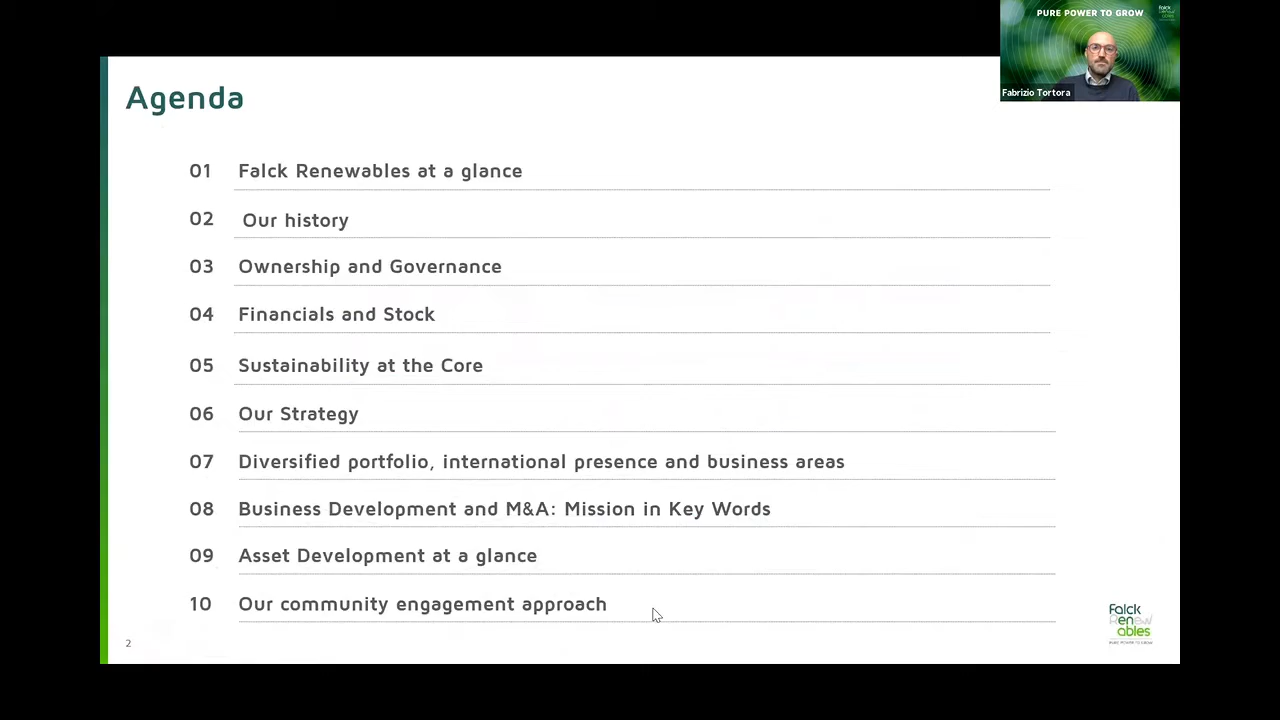 PURE POWER TO GROW
Falck
Fabrizio Tortora
Agenda
01 Falck Renewables at a glance
02 Our history
03 Ownership and Governance
04 Financials and Stock
05 Sustainability at the Core
06 Our Strategy
07 Diversified portfolio, international presence and business areas
08 Business Development and M&A: Mission in Key Words
09 Asset Development at a glance
10 Our community engagement approach
2
Falck
Renew
ables
PURE POWER TO GROW